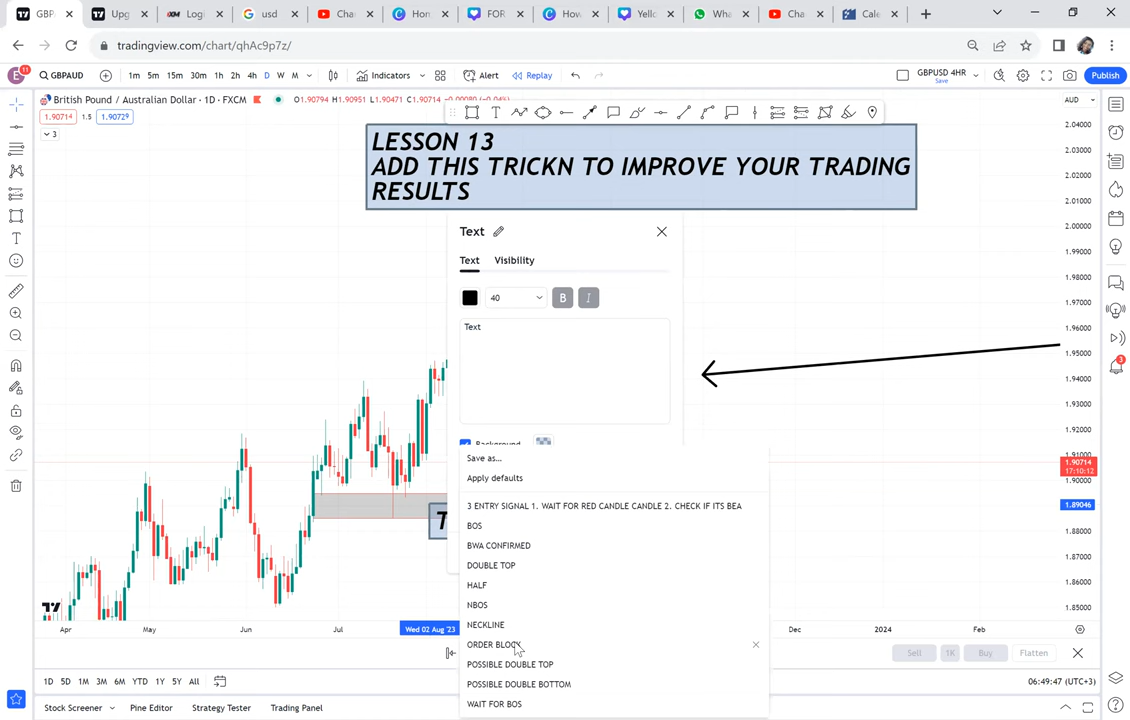 GBP
Upg
Logi
usd
Cha
Hon
FOR
How
Yello
Wha
Cha
Cale
tradingview.com/chart/qhAc9p7z/
E
11
GBPAUD
1m 5m 15m 30m 1h 2h 4h D W M
Indicators
Alert
Replay
GBPUSD 4HR
Save
Publish
British Pound / Australian Dollar · 1D · FXCM
O1.90794 H1.90951 L1.90471 C1.90714 -0.00080 (-0.04%)
AUD
1.90714
1.5
1.90729
3
LESSON 13
ADD THIS TRICKN TO IMPROVE YOUR TRADING
RESULTS
Text
Text
Visibility
40
B
I
Text
Background
Save as...
Apply defaults
3 ENTRY SIGNAL 1. WAIT FOR RED CANDLE CANDLE 2. CHECK IF ITS BEA
BOS
BWA CONFIRMED
DOUBLE TOP
HALF
NBOS
NECKLINE
ORDER BLOCK
POSSIBLE DOUBLE TOP
POSSIBLE DOUBLE BOTTOM
WAIT FOR BOS
T
2.04000
2.03000
2.02000
2.01000
2.00000
1.99000
1.98000
1.97000
1.96000
1.95000
1.94000
1.93000
1.92000
1.91000
1.90714
17:10:12
1.90000
1.89046
1.88000
1.87000
1.86000
1.85000
3
Apr
May
Jun
Jul
Wed 02 Aug '23
Dec
2024
Feb
Sell
1K
Buy
Flatten
1D 5D 1M 3M 6M YTD 1Y 5Y All
06:49:47 (UTC+3)
Stock Screener
Pine Editor
Strategy Tester
Trading Panel